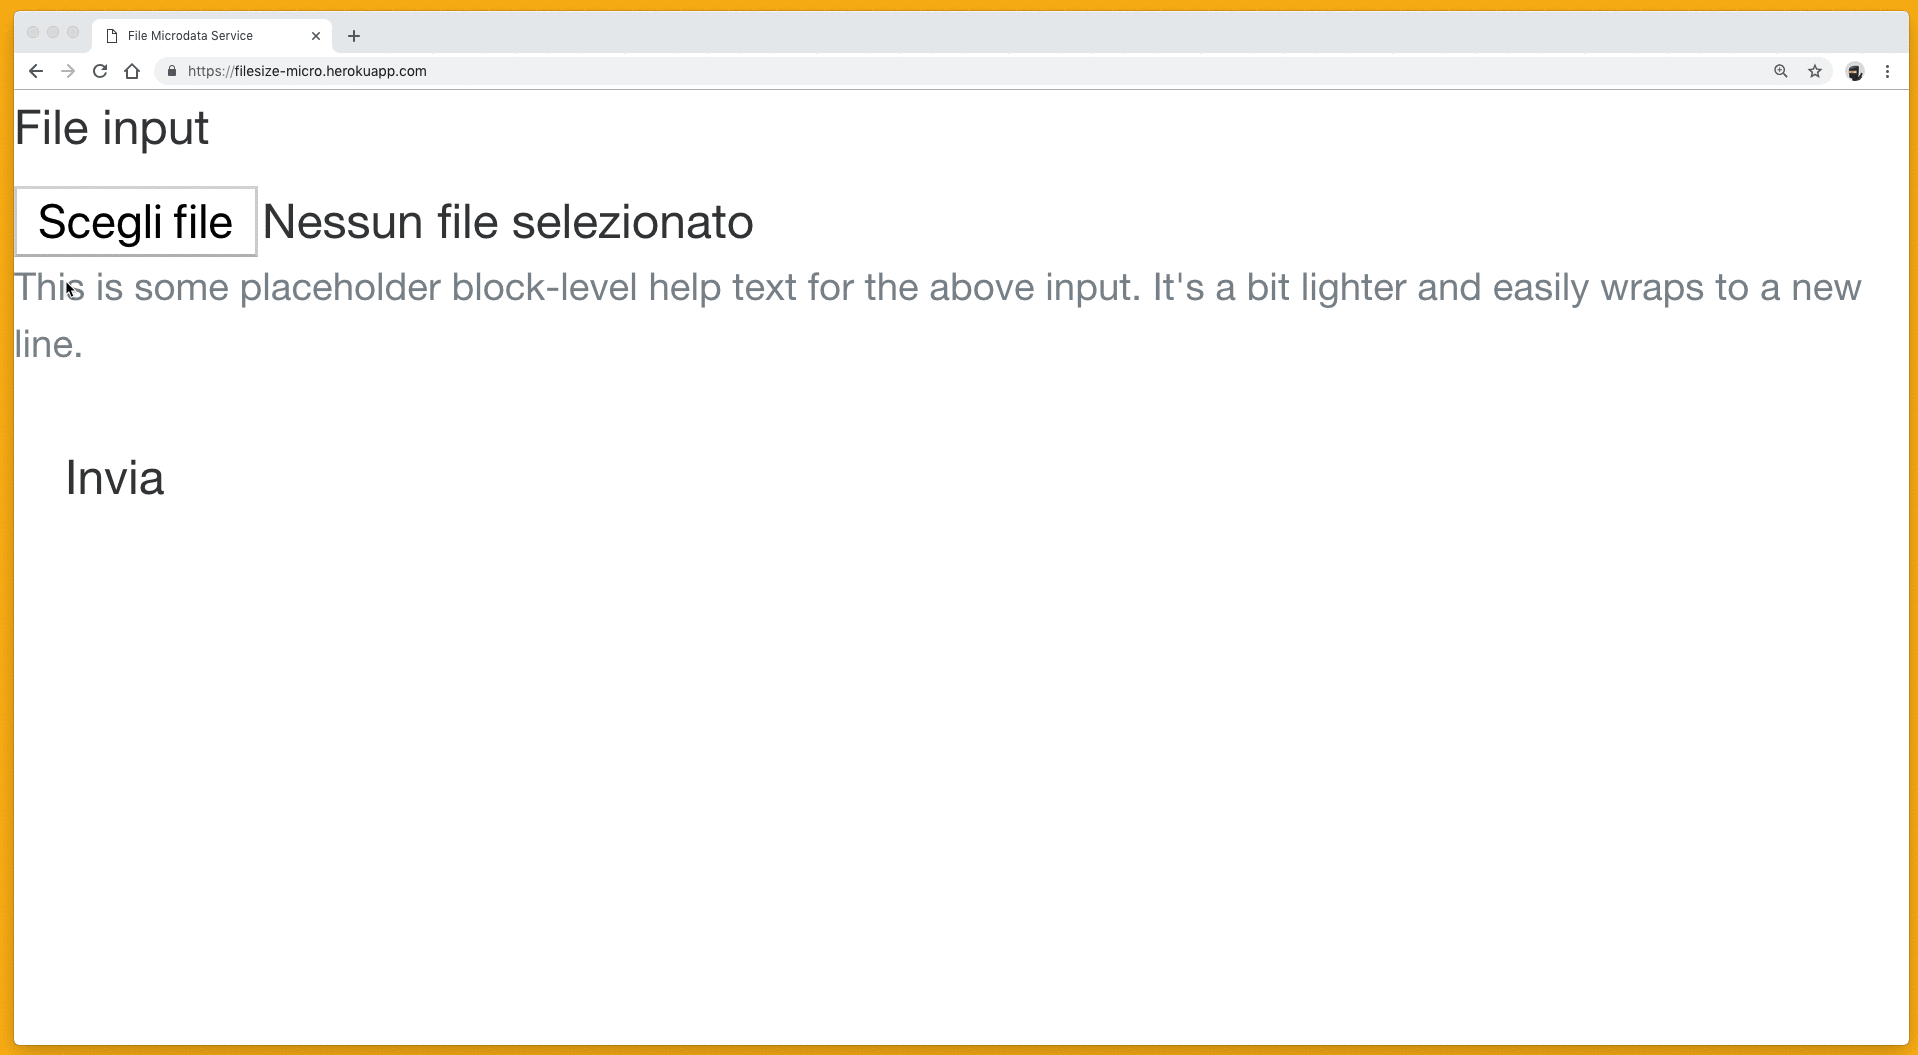 File Microdata Service
https://filesize-micro.herokuapp.com
File input
Scegli file Nessun file selezionato
This is some placeholder block-level help text for the above input. It's a bit lighter and easily wraps to a new
line.
Invia